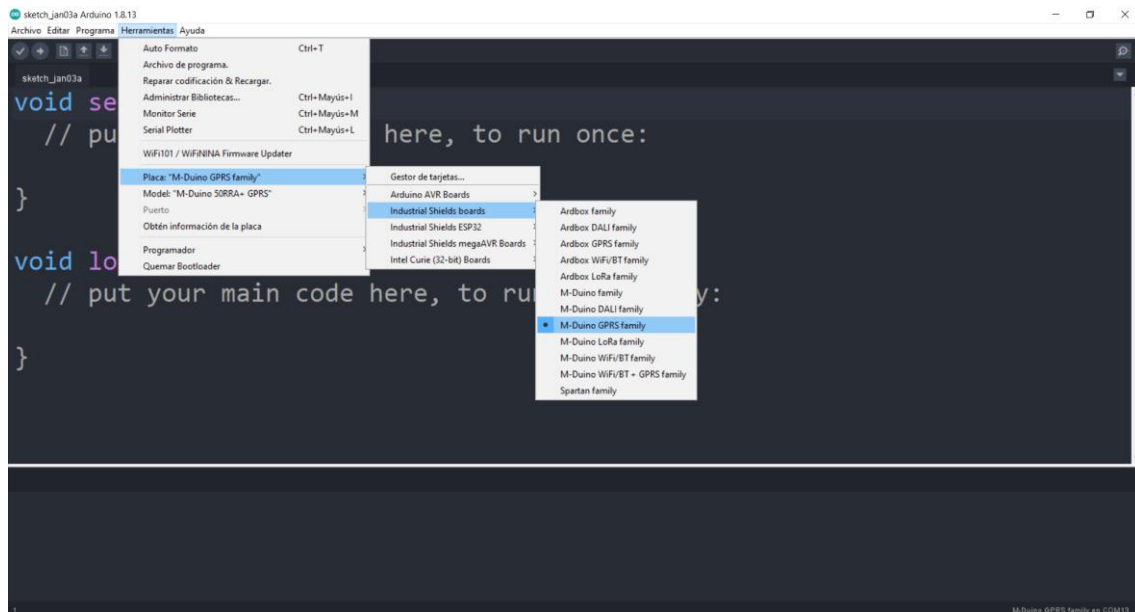 sketch_jan03a Arduino 1.8.13
Archivo Editar Programa Herramientas Ayuda
sketch_jan03a
Auto Formato Ctrl+T
Archivo de programa.
Reparar codificación & Recargar.
Administrar Bibliotecas... Ctrl+Mayús+I
Monitor Serie Ctrl+Mayús+M
Serial Plotter Ctrl+Mayús+L
WiFi101 / WiFiNINA Firmware Updater
Placa: "M-Duino GPRS family"
Model: "M-Duino 50RRA+ GPRS"
Puerto
Obtén información de la placa
Programador
Quemar Bootloader
Gestor de tarjetas...
Arduino AVR Boards
Industrial Shields boards
Industrial Shields ESP32
Industrial Shields megaAVR Boards
Intel Curie (32-bit) Boards
Ardbox family
Ardbox DALI family
Ardbox GPRS family
Ardbox WiFi/BT family
Ardbox LoRa family
M-Duino family
M-Duino DALI family
M-Duino GPRS family
M-Duino LoRa family
M-Duino WiFi/BT family
M-Duino WiFi/BT + GPRS family
Spartan family
void se
// pu here, to run once:
}
void lo
// put your main code here, to ru y:
}
1 M-Duino GPRS family en COM13